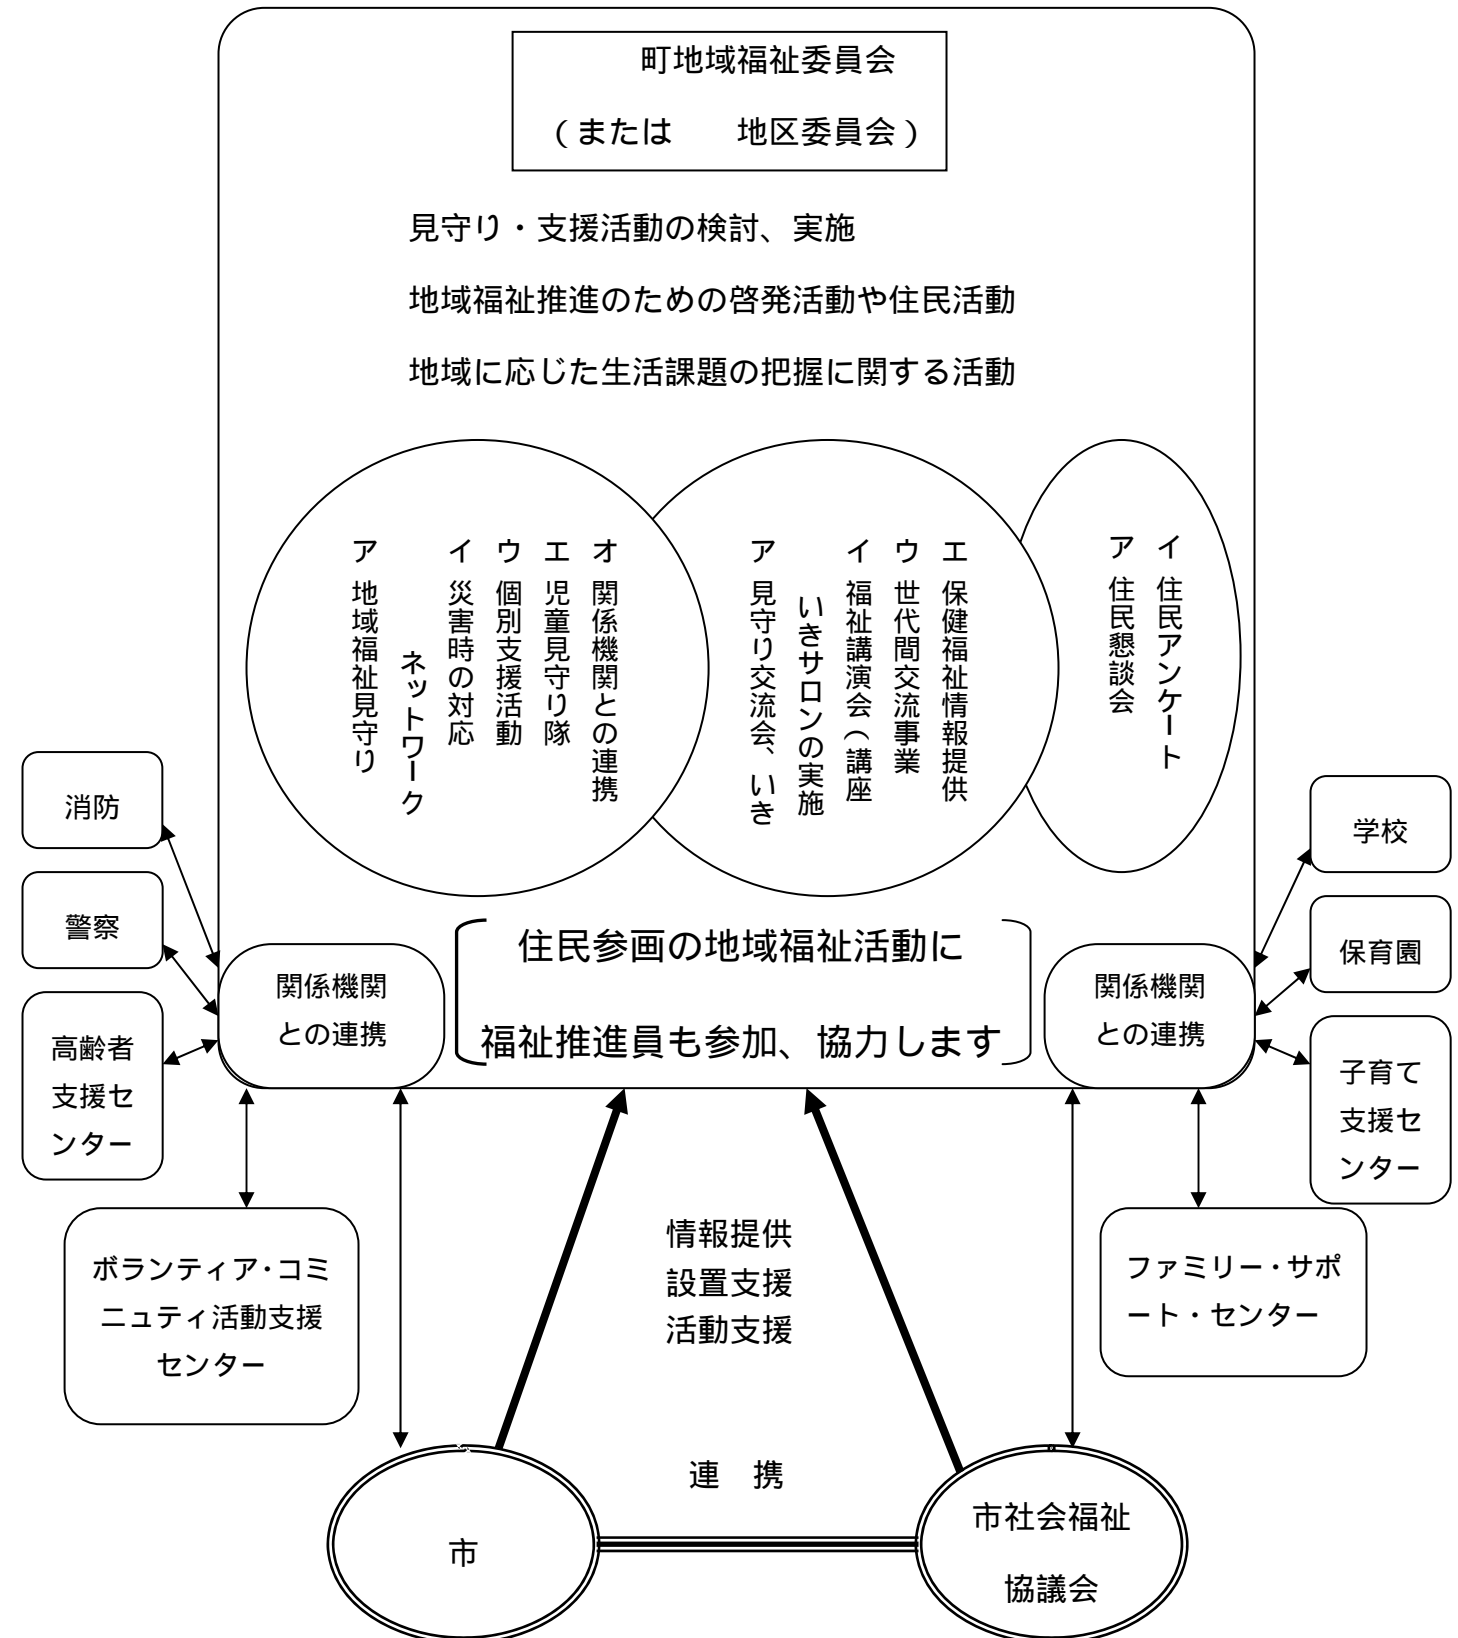 町地域福祉委員会
（または　　地区委員会）
見守り・支援活動の検討、実施
地域福祉推進のための啓発活動や住民活動
地域に応じた生活課題の把握に関する活動
ア 地域福祉見守り
ネットワーク
イ 災害時の対応
ウ 個別支援活動
エ 児童見守り隊
オ 関係機関との連携
ア 見守り交流会、いき
いきサロンの実施
イ 福祉講演会（講座
ウ 世代間交流事業
エ 保健福祉情報提供
ア 住民懇談会
イ 住民アンケート
消防
警察
高齢者
支援セ
ンター
関係機関
との連携
住民参画の地域福祉活動に
福祉推進員も参加、協力します
関係機関
との連携
学校
保育園
子育て
支援セ
ンター
ボランティア・コミ
ニュティ活動支援
センター
情報提供
設置支援
活動支援
ファミリー・サポ
ート・センター
連　携
市
市社会福祉
協議会